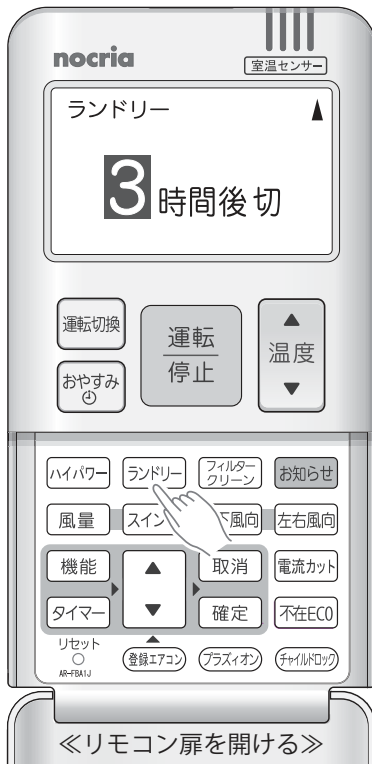 nocria
室温センサー
ランドリー
3時間後切
運転切換
運転
停止
温度
おやすみ
ハイパワー
ランドリー
フィルター
クリーン
お知らせ
風量
スイン
下風向
左右風向
機能
取消
電流カット
タイマー
確定
不在ECO
リセット
AR-FBA1J
登録エアコン
プラズィオン
チャイルドロック
≪リモコン扉を開ける≫